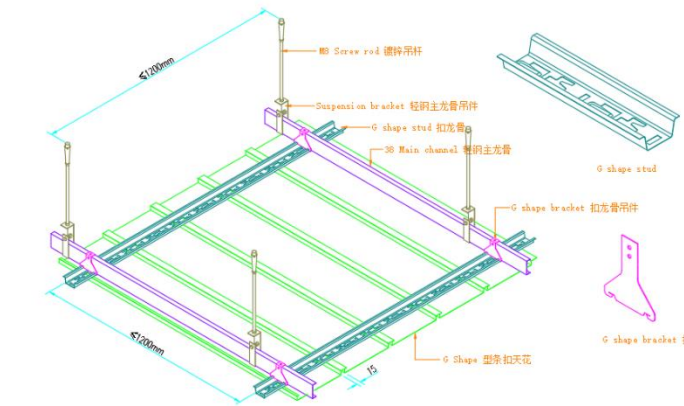 M8 Screw rod 镀锌吊杆
≤1200mm
Suspension bracket 轻钢主龙骨吊件
G shape stud 扣龙骨
38 Main channel 轻钢主龙骨
G shape stud
G shape bracket 扣龙骨吊件
≤1200mm
G shape bracket
G Shape 型条扣天花
15